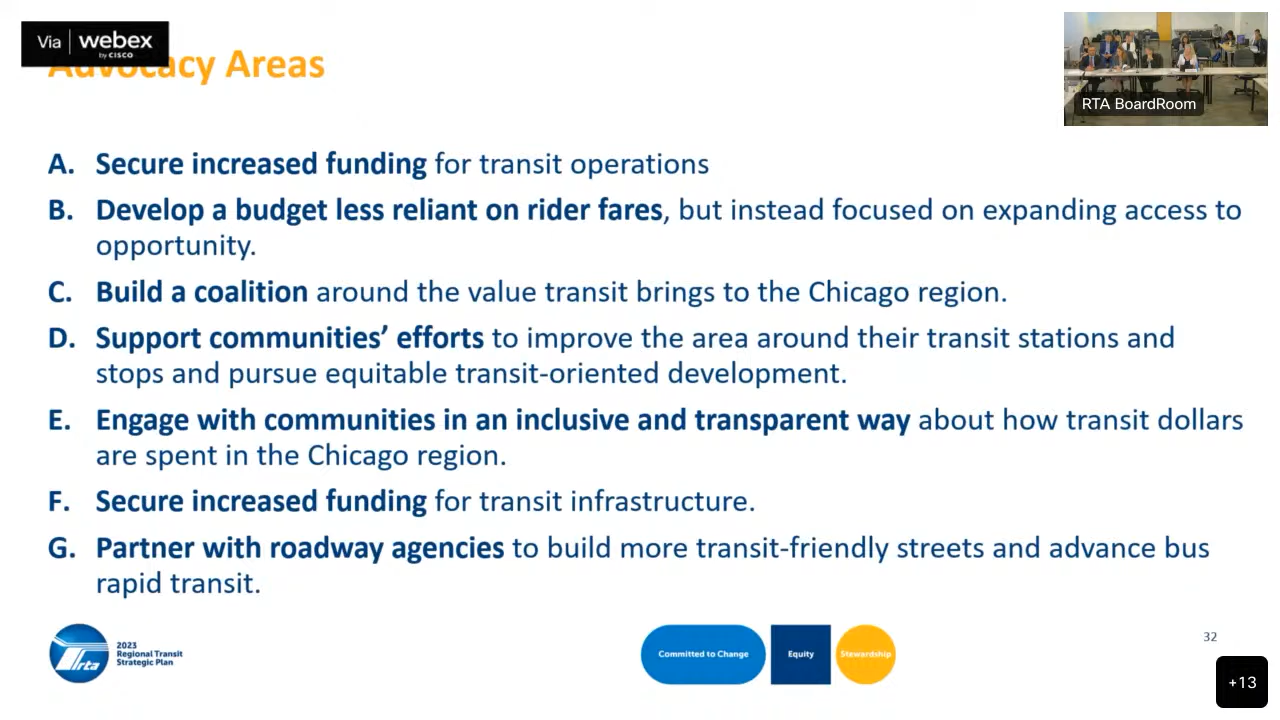 Via webex
by CISCO
Advocacy Areas
RTA BoardRoom
A. Secure increased funding for transit operations
B. Develop a budget less reliant on rider fares, but instead focused on expanding access to
opportunity.
C. Build a coalition around the value transit brings to the Chicago region.
D. Support communities’ efforts to improve the area around their transit stations and
stops and pursue equitable transit-oriented development.
E. Engage with communities in an inclusive and transparent way about how transit dollars
are spent in the Chicago region.
F. Secure increased funding for transit infrastructure.
G. Partner with roadway agencies to build more transit-friendly streets and advance bus
rapid transit.
rta
2023
Regional Transit
Strategic Plan
Committed to Change
Equity
Stewardship
32
+13